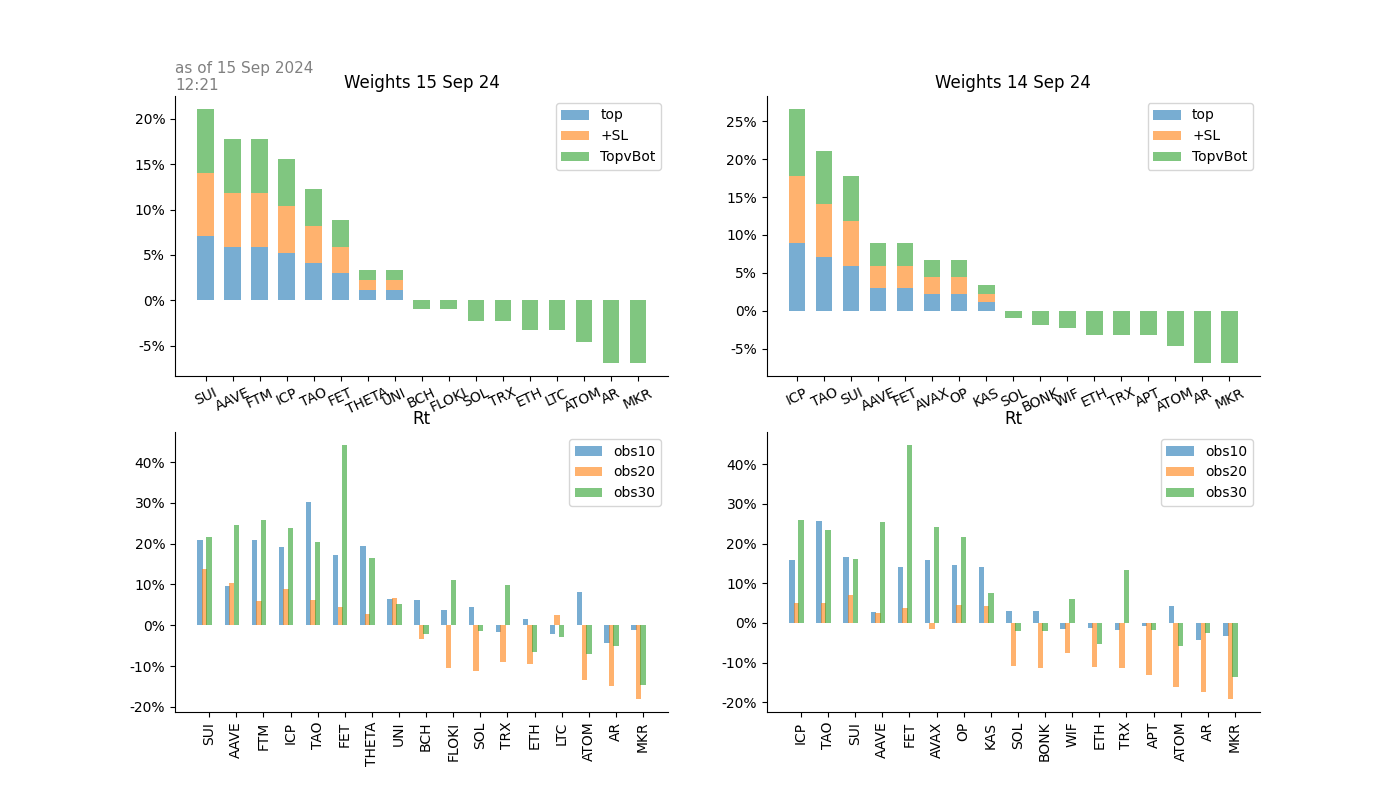 as of 15 Sep 2024
12:21
Weights 15 Sep 24
20%
15%
10%
5%
0%
-5%
top
+SL
TopvBot
SUI AAVE FTM ICP TAO FET THETA UNI BCH FLOKI SOL TRX ETH LTC ATOM AR MKR
Weights 14 Sep 24
25%
20%
15%
10%
5%
0%
-5%
top
+SL
TopvBot
ICP TAO SUI AAVE FET AVAX OP KAS SOL BONK WIF ETH TRX APT ATOM AR MKR
Rt
40%
30%
20%
10%
0%
-10%
-20%
obs10
obs20
obs30
SUI AAVE FTM ICP TAO FET THETA UNI BCH FLOKI SOL TRX ETH LTC ATOM AR MKR
Rt
40%
30%
20%
10%
0%
-10%
-20%
obs10
obs20
obs30
ICP TAO SUI AAVE FET AVAX OP KAS SOL BONK WIF ETH TRX APT ATOM AR MKR